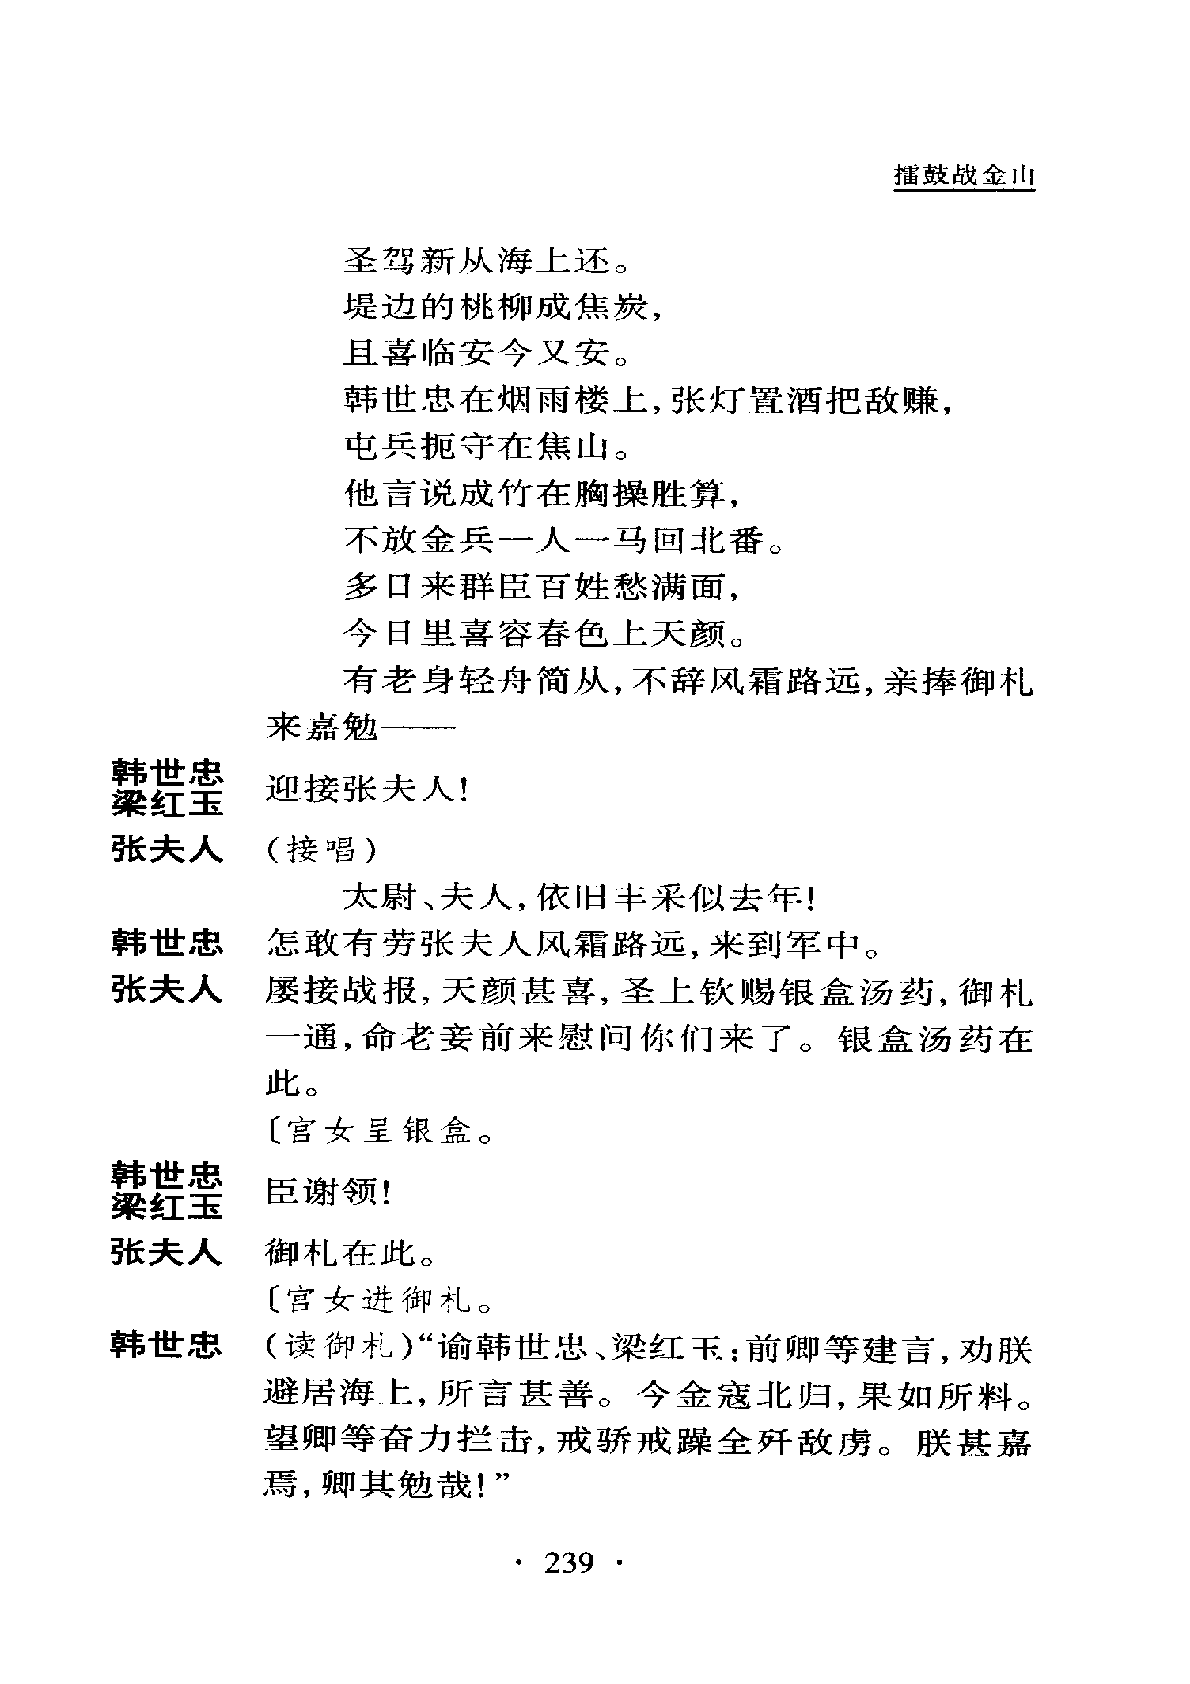 擂鼓战金山
圣驾新从海上还。
堤边的桃柳成焦炭，
且喜临安今又安。
韩世忠在烟雨楼上，张灯置酒把敌赚，
屯兵扼守在焦山。
他言说成竹在胸操胜算，
不放金兵一人一马回北番。
多日来群臣百姓愁满面，
今日里喜容春色上天颜。
有老身轻舟简从，不辞风霜路远，亲捧御札
来嘉勉——
韩世忠
梁红玉 迎接张夫人！
张夫人 （接唱）
太尉、夫人，依旧丰采似去年！
韩世忠 怎敢有劳张夫人风霜路远，来到军中。
张夫人 屡接战报，天颜甚喜，圣上钦赐银盒汤药，御札
一通，命老妾前来慰问你们来了。银盒汤药在
此。
〔宫女呈银盒。
韩世忠
梁红玉 臣谢领！
张夫人 御札在此。
〔宫女进御札。
韩世忠 （读御札）“谕韩世忠、梁红玉：前卿等建言，劝朕
避居海上，所言甚善。今金寇北归，果如所料。
望卿等奋力拦击，戒骄戒躁全歼敌虏。朕甚嘉
焉，卿其勉哉！”
· 239 ·